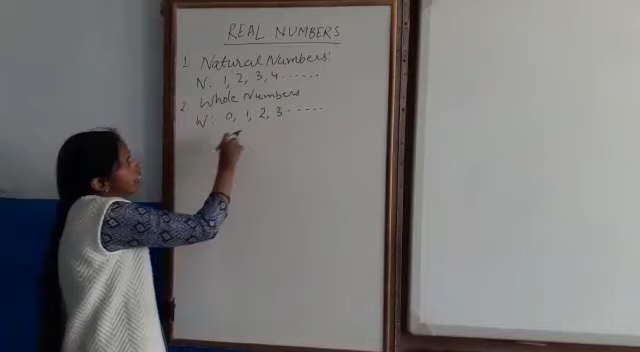 REAL NUMBERS
1. Natural Numbers:
N: 1, 2, 3, 4......
2. Whole Numbers
W: 0, 1, 2, 3 - - - - -